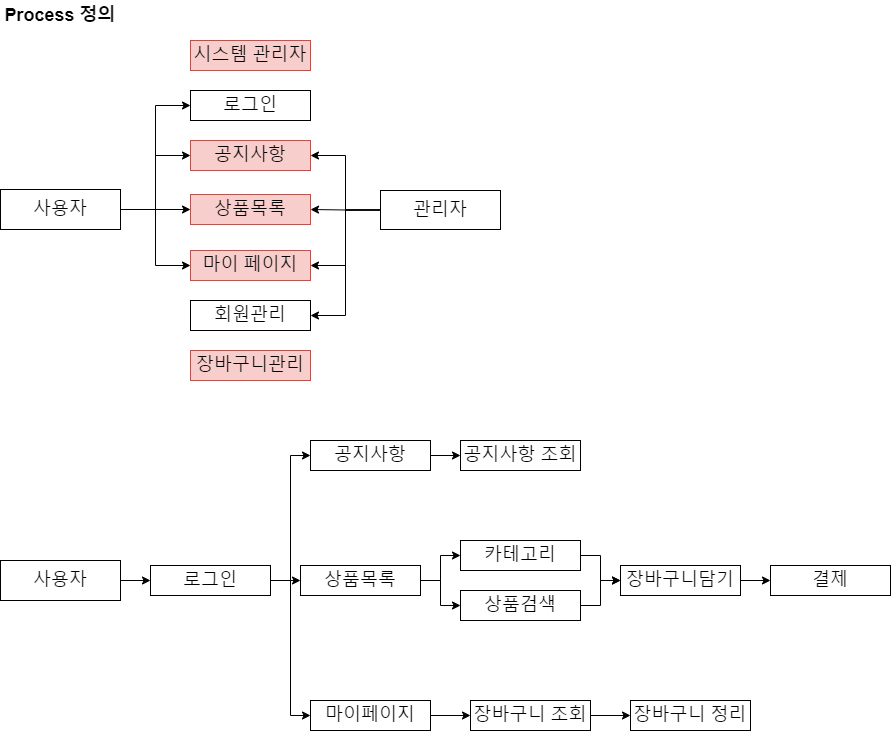 Process 정의
시스템 관리자
로그인
공지사항
사용자
상품목록
관리자
마이 페이지
회원관리
장바구니관리
공지사항
공지사항 조회
사용자
로그인
상품목록
카테고리
상품검색
장바구니담기
결제
마이페이지
장바구니 조회
장바구니 정리